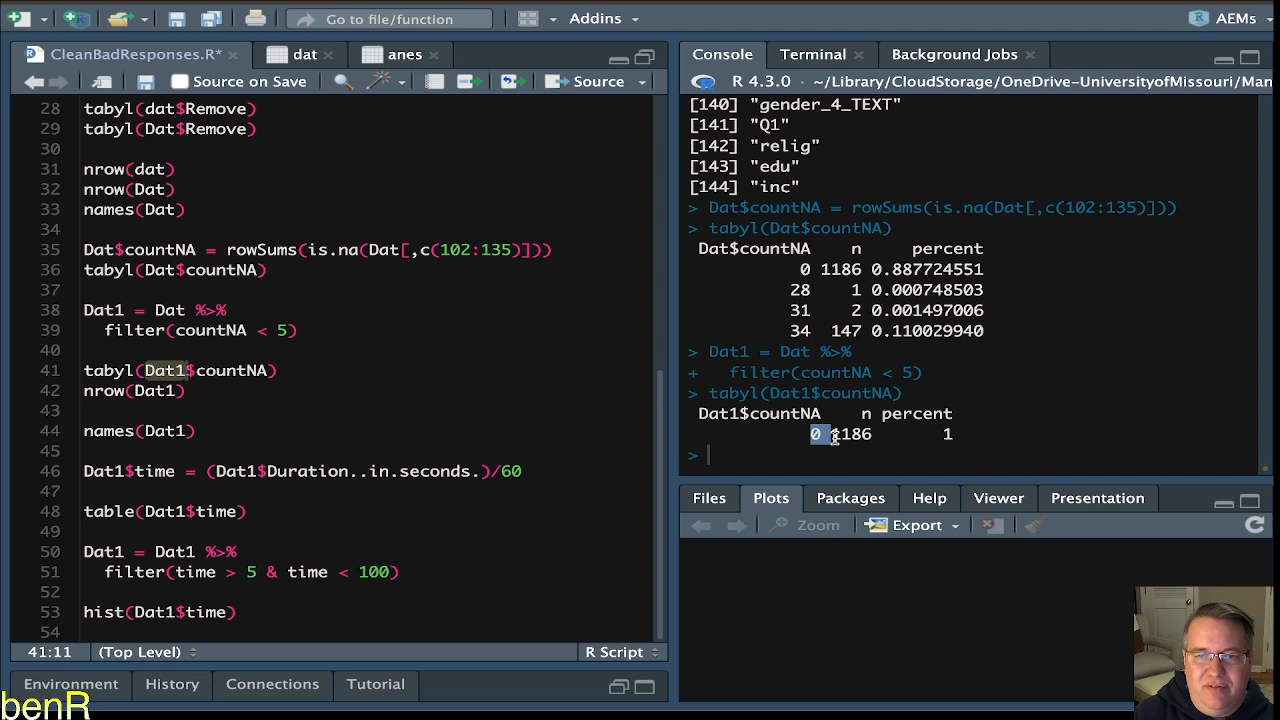 Go to file/function
Addins
AEMs
CleanBadResponses.R*
dat
anes
Source on Save
Source
28 tabyl(dat$Remove)
29 tabyl(Dat$Remove)
30
31 nrow(dat)
32 nrow(Dat)
33 names(Dat)
34
35 Dat$countNA = rowSums(is.na(Dat[,c(102:135)]))
36 tabyl(Dat$countNA)
37
38 Dat1 = Dat %>%
39 filter(countNA < 5)
40
41 tabyl(Dat1$countNA)
42 nrow(Dat1)
43
44 names(Dat1)
45
46 Dat1$time = (Dat1$Duration..in.seconds.)/60
47
48 table(Dat1$time)
49
50 Dat1 = Dat1 %>%
51 filter(time > 5 & time < 100)
52
53 hist(Dat1$time)
54
41:11 (Top Level) R Script
Environment History Connections Tutorial
benR
Console Terminal Background Jobs
R 4.3.0 · ~/Library/CloudStorage/OneDrive-UniversityofMissouri/Man
[140] "gender_4_TEXT"
[141] "Q1"
[142] "relig"
[143] "edu"
[144] "inc"
> Dat$countNA = rowSums(is.na(Dat[,c(102:135)]))
> tabyl(Dat$countNA)
Dat$countNA n percent
0 1186 0.887724551
28 1 0.000748503
31 2 0.001497006
34 147 0.110029940
> Dat1 = Dat %>%
+ filter(countNA < 5)
> tabyl(Dat1$countNA)
Dat1$countNA n percent
0 1186 1
>
Files Plots Packages Help Viewer Presentation
Zoom Export